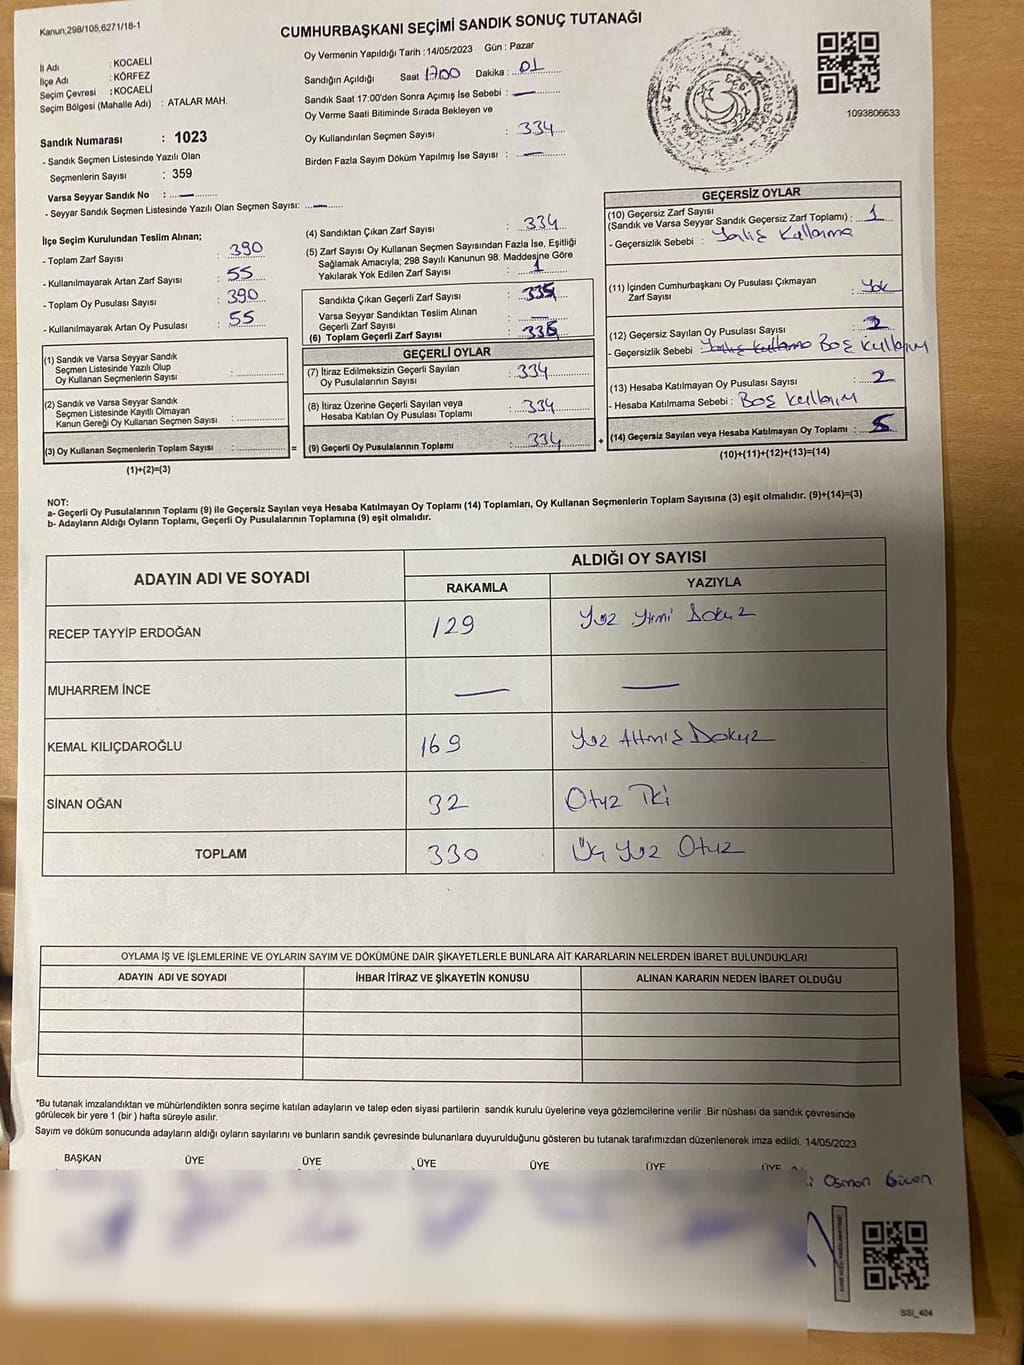 Kanun,298/105,6271/18-1
CUMHURBAŞKANI SEÇİMİ SANDIK SONUÇ TUTANAĞI
İl Adı : KOCAELİ
İlçe Adı : KÖRFEZ
Seçim Çevresi : KOCAELİ
Seçim Bölgesi (Mahalle Adı) : ATALAR MAH.
Sandık Numarası : 1023
- Sandık Seçmen Listesinde Yazılı Olan
Seçmenlerin Sayısı : 359
Varsa Seyyar Sandık No : —
- Seyyar Sandık Seçmen Listesinde Yazılı Olan Seçmen Sayısı: —
Oy Vermenin Yapıldığı Tarih : 14/05/2023 Gün : Pazar
Sandığın Açıldığı Saat 1700 Dakika : 01
Sandık Saat 17:00'den Sonra Açımış İse Sebebi : —
Oy Verme Saati Bitiminde Sırada Bekleyen ve
Oy Kullandırılan Seçmen Sayısı : 334
Birden Fazla Sayım Döküm Yapılmış İse Sayısı : —
1093806633
İlçe Seçim Kurulundan Teslim Alınan;
- Toplam Zarf Sayısı : 390
- Kullanılmayarak Artan Zarf Sayısı : 55
- Toplam Oy Pusulası Sayısı : 390
- Kullanılmayarak Artan Oy Pusulası : 55
(1) Sandık ve Varsa Seyyar Sandık
Seçmen Listesinde Yazılı Olup
Oy Kullanan Seçmenlerin Sayısı :
(2) Sandık ve Varsa Seyyar Sandık
Seçmen Listesinde Kayıtlı Olmayan
Kanun Gereği Oy Kullanan Seçmen Sayısı :
(3) Oy Kullanan Seçmenlerin Toplam Sayısı :
(1)+(2)=(3)
(4) Sandıktan Çıkan Zarf Sayısı : 334
(5) Zarf Sayısı Oy Kullanan Seçmen Sayısından Fazla İse, Eşitliği
Sağlamak Amacıyla; 298 Sayılı Kanunun 98. Maddesine Göre
Yakılarak Yok Edilen Zarf Sayısı : 1
Sandıkta Çıkan Geçerli Zarf Sayısı : 335
Varsa Seyyar Sandıktan Teslim Alınan
Geçerli Zarf Sayısı : —
(6) Toplam Geçerli Zarf Sayısı : 335
GEÇERLİ OYLAR
(7) İtiraz Edilmeksizin Geçerli Sayılan
Oy Pusulalarının Sayısı : 334
(8) İtiraz Üzerine Geçerli Sayılan veya
Hesaba Katılan Oy Pusulası Toplamı : 334
= (9) Geçerli Oy Pusulalarının Toplamı : 334 +
GEÇERSİZ OYLAR
(10) Geçersiz Zarf Sayısı
(Sandık ve Varsa Seyyar Sandık Geçersiz Zarf Toplamı) : 1
- Geçersizlik Sebebi : Yanlış Kullanma
(11) İçinden Cumhurbaşkanı Oy Pusulası Çıkmayan
Zarf Sayısı : Yok
(12) Geçersiz Sayılan Oy Pusulası Sayısı : 2
- Geçersizlik Sebebi : Yanlış Kullanma Boş Kullanım
(13) Hesaba Katılmayan Oy Pusulası Sayısı : 2
- Hesaba Katılmama Sebebi : Boş Kullanım
(14) Geçersiz Sayılan veya Hesaba Katılmayan Oy Toplamı : 5
(10)+(11)+(12)+(13)=(14)
NOT:
a- Geçerli Oy Pusulalarının Toplamı (9) ile Geçersiz Sayılan veya Hesaba Katılmayan Oy Toplamı (14) Toplamları, Oy Kullanan Seçmenlerin Toplam Sayısına (3) eşit olmalıdır. (9)+(14)=(3)
b- Adayların Aldığı Oyların Toplamı, Geçerli Oy Pusulalarının Toplamına (9) eşit olmalıdır.
ADAYIN ADI VE SOYADI
ALDIĞI OY SAYISI
RAKAMLA YAZIYLA
RECEP TAYYİP ERDOĞAN 129 Yüz Yirmi Dokuz
MUHARREM İNCE — —
KEMAL KILIÇDAROĞLU 169 Yüz Altmış Dokuz
SİNAN OĞAN 32 Otuz İki
TOPLAM 330 Üç Yüz Otuz
OYLAMA İŞ VE İŞLEMLERİNE VE OYLARIN SAYIM VE DÖKÜMÜNE DAİR ŞİKAYETLERLE BUNLARA AİT KARARLARIN NELERDEN İBARET BULUNDUKLARI
ADAYIN ADI VE SOYADI İHBAR İTİRAZ VE ŞİKAYETİN KONUSU ALINAN KARARIN NEDEN İBARET OLDUĞU
*Bu tutanak imzalandıktan ve mühürlendikten sonra seçime katılan adayların ve talep eden siyasi partilerin sandık kurulu üyelerine veya gözlemcilerine verilir .Bir nüshası da sandık çevresinde
görülecek bir yere 1 (bir ) hafta süreyle asılır.
Sayım ve döküm sonucunda adayların aldığı oyların sayılarını ve bunların sandık çevresinde bulunanlara duyurulduğunu gösteren bu tutanak tarafımızdan düzenlenerek imza edildi. 14/05/2023
BAŞKAN ÜYE ÜYE ÜYE ÜYE ÜYE ÜYE
Osman Güven
SSI_404